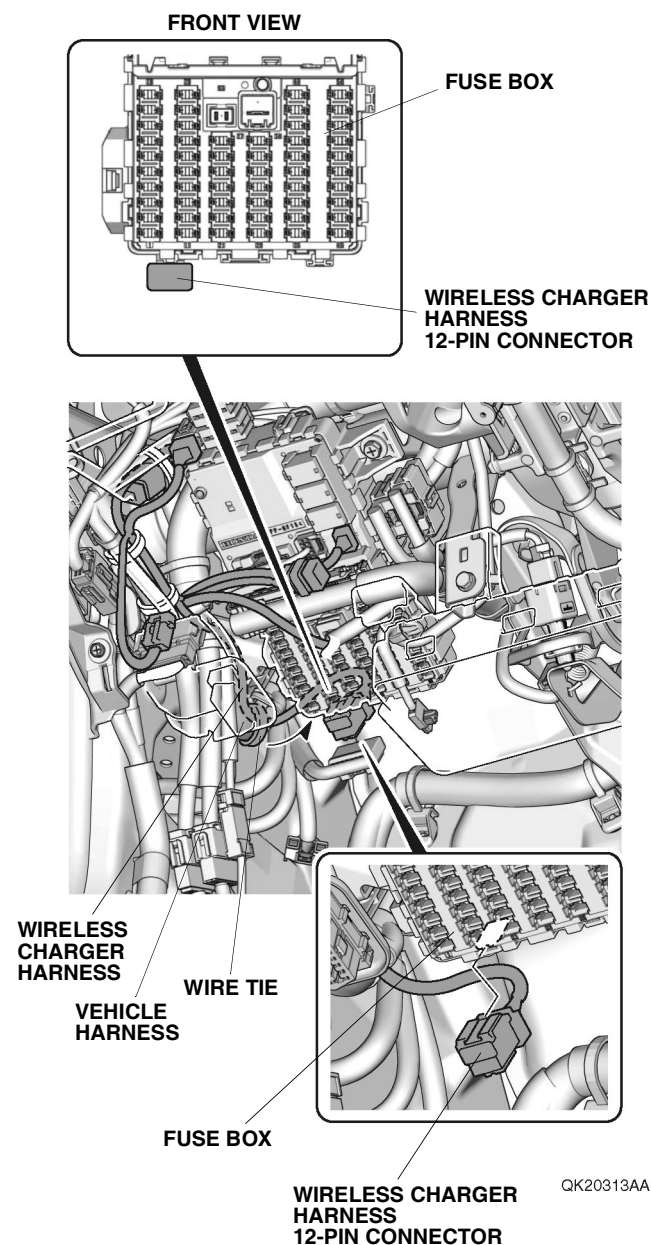 FRONT VIEW
FUSE BOX
WIRELESS CHARGER
HARNESS
12-PIN CONNECTOR
WIRELESS
CHARGER
HARNESS
VEHICLE
HARNESS
WIRE TIE
FUSE BOX
WIRELESS CHARGER
HARNESS
12-PIN CONNECTOR
QK20313AA